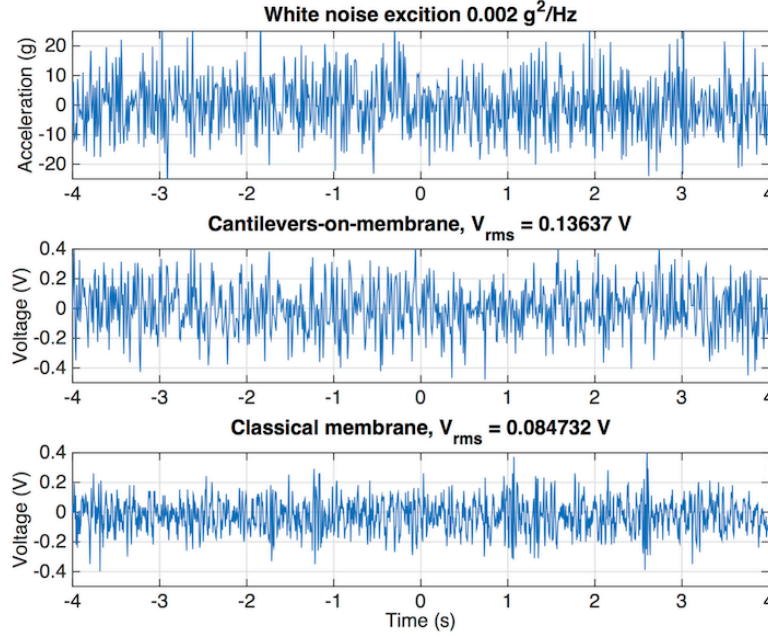 White noise excition 0.002 g²/Hz
Acceleration (g)
20
10
0
-10
-20
-4 -3 -2 -1 0 1 2 3 4
Cantilevers-on-membrane, Vrms = 0.13637 V
Voltage (V)
0.4
0.2
0
-0.2
-0.4
-4 -3 -2 -1 0 1 2 3 4
Classical membrane, Vrms = 0.084732 V
Voltage (V)
0.4
0.2
0
-0.2
-0.4
-4 -3 -2 -1 0 1 2 3 4
Time (s)